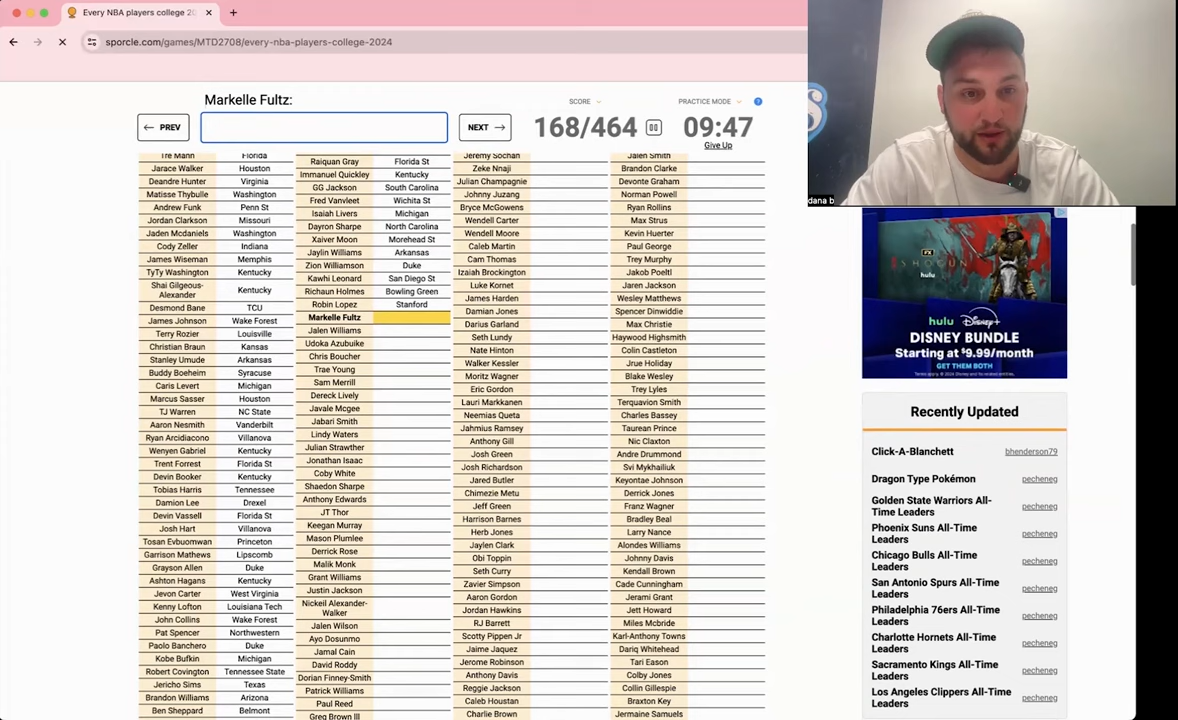 Every NBA players college 20
sporcle.com/games/MTD2708/every-nba-players-college-2024
Markelle Fultz:
SCORE
PRACTICE MODE
?
← PREV
NEXT →
168/464
09:47
Give Up
dana b
Tre Mann Florida
Jarace Walker Houston
Deandre Hunter Virginia
Matisse Thybulle Washington
Andrew Funk Penn St
Jordan Clarkson Missouri
Jaden Mcdaniels Washington
Cody Zeller Indiana
James Wiseman Memphis
TyTy Washington Kentucky
Shai Gilgeous-
Alexander Kentucky
Desmond Bane TCU
James Johnson Wake Forest
Terry Rozier Louisville
Christian Braun Kansas
Stanley Umude Arkansas
Buddy Boeheim Syracuse
Caris Levert Michigan
Marcus Sasser Houston
TJ Warren NC State
Aaron Nesmith Vanderbilt
Ryan Arcidiacono Villanova
Wenyen Gabriel Kentucky
Trent Forrest Florida St
Devin Booker Kentucky
Tobias Harris Tennessee
Damion Lee Drexel
Devin Vassell Florida St
Josh Hart Villanova
Tosan Evbuomwan Princeton
Garrison Mathews Lipscomb
Grayson Allen Duke
Ashton Hagans Kentucky
Jevon Carter West Virginia
Kenny Lofton Louisiana Tech
John Collins Wake Forest
Pat Spencer Northwestern
Paolo Banchero Duke
Kobe Bufkin Michigan
Robert Covington Tennessee State
Jericho Sims Texas
Brandon Williams Arizona
Ben Sheppard Belmont
Raiquan Gray Florida St
Immanuel Quickley Kentucky
GG Jackson South Carolina
Fred Vanvleet Wichita St
Isaiah Livers Michigan
Dayron Sharpe North Carolina
Xaiver Moon Morehead St
Jaylin Williams Arkansas
Zion Williamson Duke
Kawhi Leonard San Diego St
Richaun Holmes Bowling Green
Robin Lopez Stanford
Markelle Fultz
Jalen Williams
Udoka Azubuike
Chris Boucher
Trae Young
Sam Merrill
Dereck Lively
Javale Mcgee
Jabari Smith
Lindy Waters
Julian Strawther
Jonathan Isaac
Coby White
Shaedon Sharpe
Anthony Edwards
JT Thor
Keegan Murray
Mason Plumlee
Derrick Rose
Malik Monk
Grant Williams
Justin Jackson
Nickeil Alexander-
Walker
Jalen Wilson
Ayo Dosunmo
Jamal Cain
David Roddy
Dorian Finney-Smith
Patrick Williams
Paul Reed
Greg Brown III
Jeremy Sochan
Zeke Nnaji
Julian Champagnie
Johnny Juzang
Bryce McGowens
Wendell Carter
Wendell Moore
Caleb Martin
Cam Thomas
Izaiah Brockington
Luke Kornet
James Harden
Damian Jones
Darius Garland
Seth Lundy
Nate Hinton
Walker Kessler
Moritz Wagner
Eric Gordon
Lauri Markkanen
Neemias Queta
Jahmius Ramsey
Anthony Gill
Josh Green
Josh Richardson
Jared Butler
Chimezie Metu
Jeff Green
Harrison Barnes
Herb Jones
Jaylen Clark
Obi Toppin
Seth Curry
Zavier Simpson
Aaron Gordon
Jordan Hawkins
RJ Barrett
Scotty Pippen Jr
Jaime Jaquez
Jerome Robinson
Anthony Davis
Reggie Jackson
Caleb Houstan
Charlie Brown
Jalen Smith
Brandon Clarke
Devonte Graham
Norman Powell
Ryan Rollins
Max Strus
Kevin Huerter
Paul George
Trey Murphy
Jakob Poeltl
Jaren Jackson
Wesley Matthews
Spencer Dinwiddie
Max Christie
Haywood Highsmith
Colin Castleton
Jrue Holiday
Blake Wesley
Trey Lyles
Terquavion Smith
Charles Bassey
Taurean Prince
Nic Claxton
Andre Drummond
Svi Mykhailiuk
Keyontae Johnson
Derrick Jones
Franz Wagner
Bradley Beal
Larry Nance
Alondes Williams
Johnny Davis
Kendall Brown
Cade Cunningham
Jerami Grant
Jett Howard
Miles Mcbride
Karl-Anthony Towns
Dariq Whitehead
Tari Eason
Colby Jones
Collin Gillespie
Braxton Key
Jermaine Samuels
FX
SHOGUN
hulu
hulu Disney+
DISNEY BUNDLE
Starting at $9.99/month
GET THEM BOTH
Recently Updated
Click-A-Blanchett bhenderson79
Dragon Type Pokémon pecheneg
Golden State Warriors All-
Time Leaders pecheneg
Phoenix Suns All-Time
Leaders pecheneg
Chicago Bulls All-Time
Leaders pecheneg
San Antonio Spurs All-Time
Leaders pecheneg
Philadelphia 76ers All-Time
Leaders pecheneg
Charlotte Hornets All-Time
Leaders pecheneg
Sacramento Kings All-Time
Leaders pecheneg
Los Angeles Clippers All-Time
Leaders pecheneg